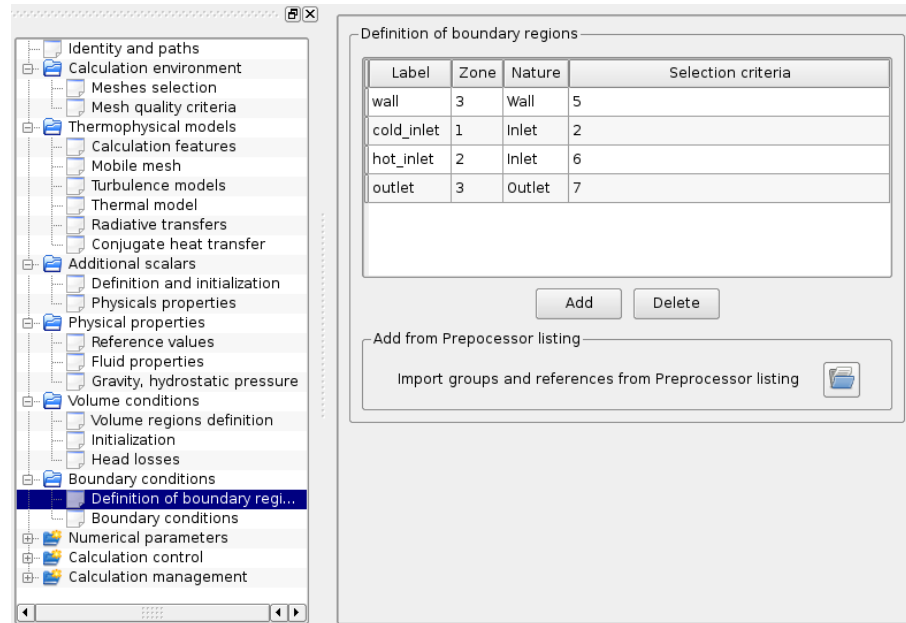 Identity and paths
Calculation environment
Meshes selection
Mesh quality criteria
Thermophysical models
Calculation features
Mobile mesh
Turbulence models
Thermal model
Radiative transfers
Conjugate heat transfer
Additional scalars
Definition and initialization
Physicals properties
Physical properties
Reference values
Fluid properties
Gravity, hydrostatic pressure
Volume conditions
Volume regions definition
Initialization
Head losses
Boundary conditions
Definition of boundary regi...
Boundary conditions
Numerical parameters
Calculation control
Calculation management
Definition of boundary regions
Label Zone Nature Selection criteria
wall 3 Wall 5
cold_inlet 1 Inlet 2
hot_inlet 2 Inlet 6
outlet 3 Outlet 7
Add Delete
Add from Prepocessor listing
Import groups and references from Preprocessor listing